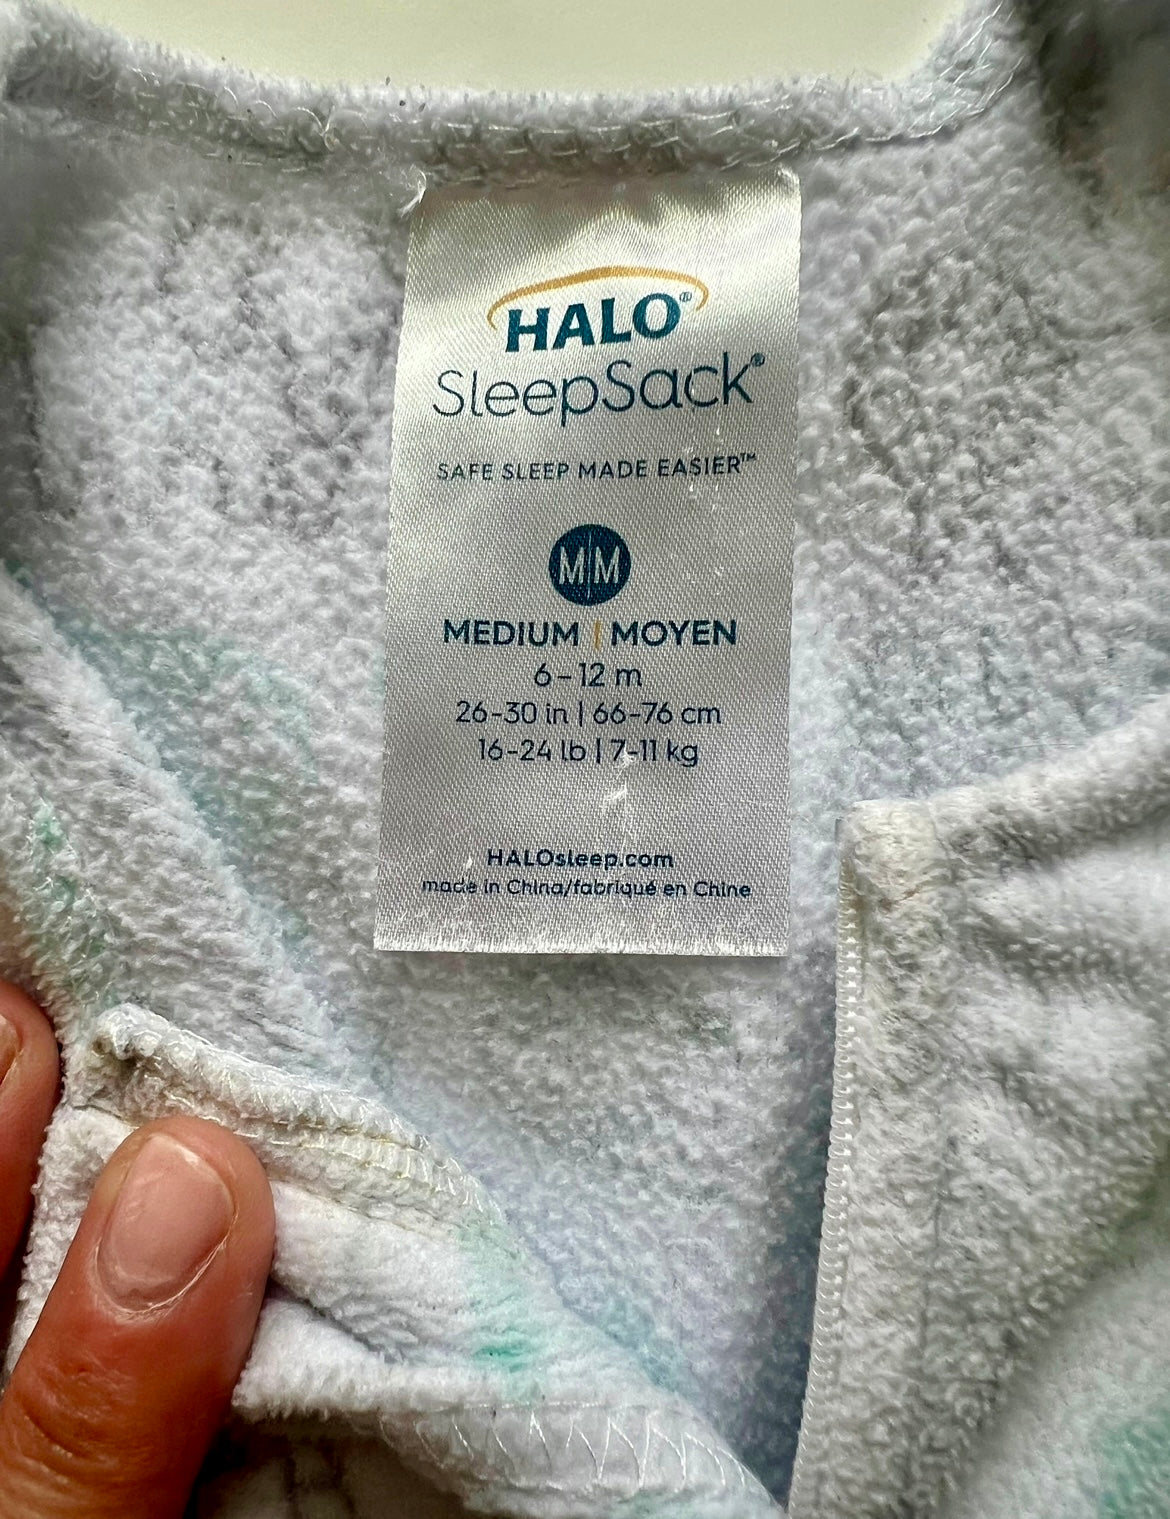 HALO®
SleepSack®
SAFE SLEEP MADE EASIER™
M|M
MEDIUM | MOYEN
6-12 m
26-30 in | 66-76 cm
16-24 lb | 7-11 kg
HALOsleep.com
made in China/fabriqué en Chine